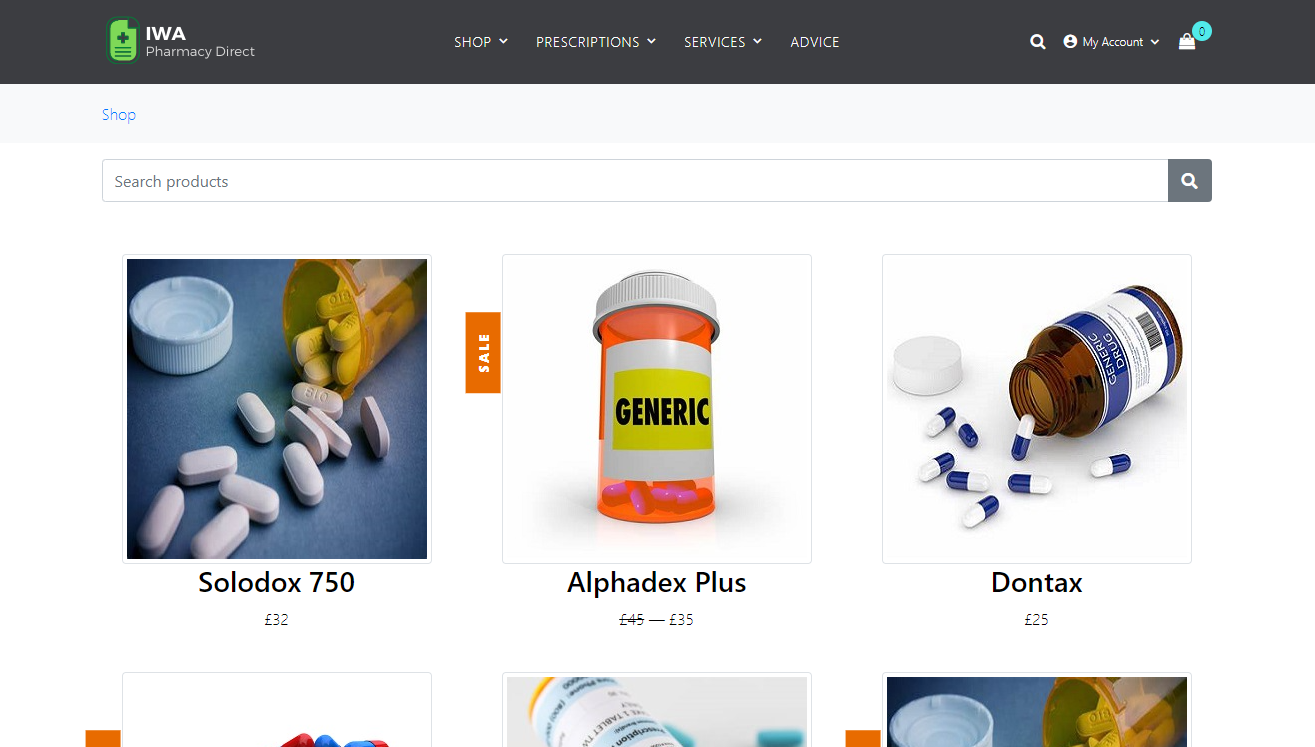 IWA
Pharmacy Direct
SHOP
PRESCRIPTIONS
SERVICES
ADVICE
My Account
0
Shop
Search products
SALE
GENERIC
GENERIC
DRUG
Solodox 750
Alphadex Plus
Dontax
£32
£45 — £35
£25